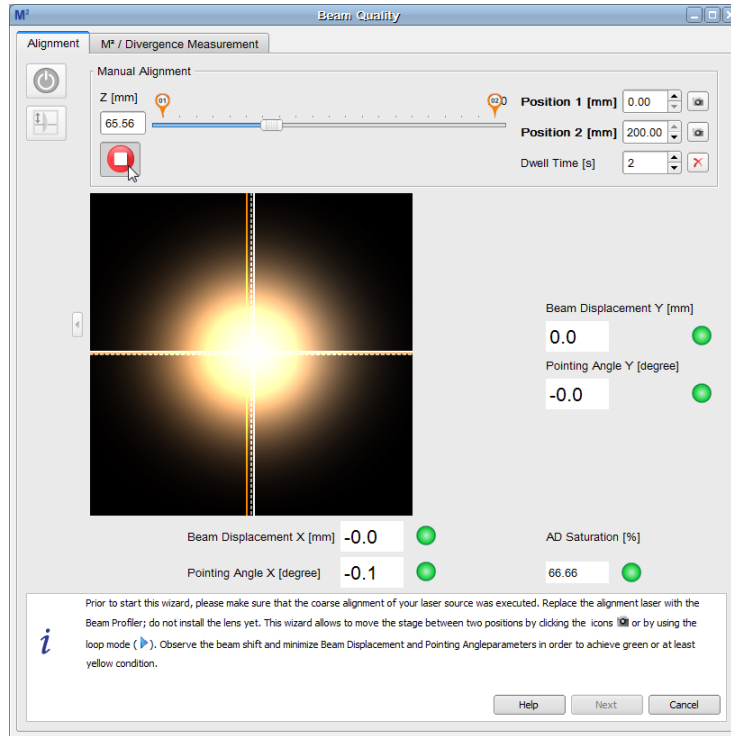 M² Beam Quality
Alignment M² / Divergence Measurement
Manual Alignment
Z [mm]
01 02 0 Position 1 [mm] 0.00
65.56
Position 2 [mm] 200.00
Dwell Time [s] 2
Beam Displacement Y [mm]
0.0
Pointing Angle Y [degree]
-0.0
Beam Displacement X [mm] -0.0 AD Saturation [%]
Pointing Angle X [degree] -0.1 66.66
Prior to start this wizard, please make sure that the coarse alignment of your laser source was executed. Replace the alignment laser with the
Beam Profiler; do not install the lens yet. This wizard allows to move the stage between two positions by clicking the icons or by using the
i loop mode ( ). Observe the beam shift and minimize Beam Displacement and Pointing Angleparameters in order to achieve green or at least
yellow condition.
Help Next Cancel